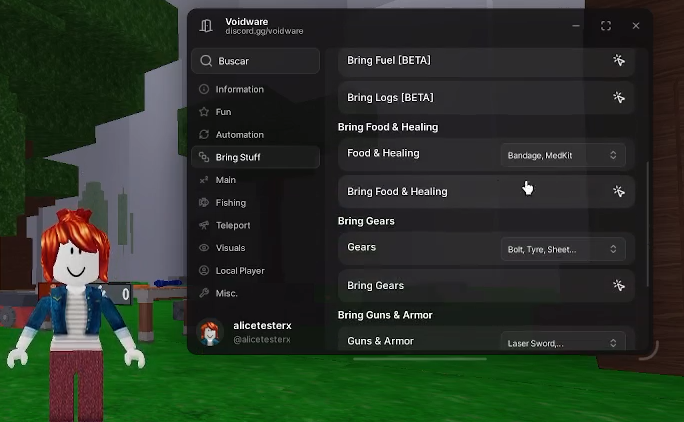 Voidware
discord.gg/voidware
Buscar
Information
Fun
Automation
Bring Stuff
Main
Fishing
Teleport
Visuals
Local Player
Misc.
alicetesterx
@alicetesterx
Bring Fuel [BETA]
Bring Logs [BETA]
Bring Food & Healing
Food & Healing
Bandage, MedKit
Bring Food & Healing
Bring Gears
Gears
Bolt, Tyre, Sheet...
Bring Gears
Bring Guns & Armor
Guns & Armor
Laser Sword,...
0